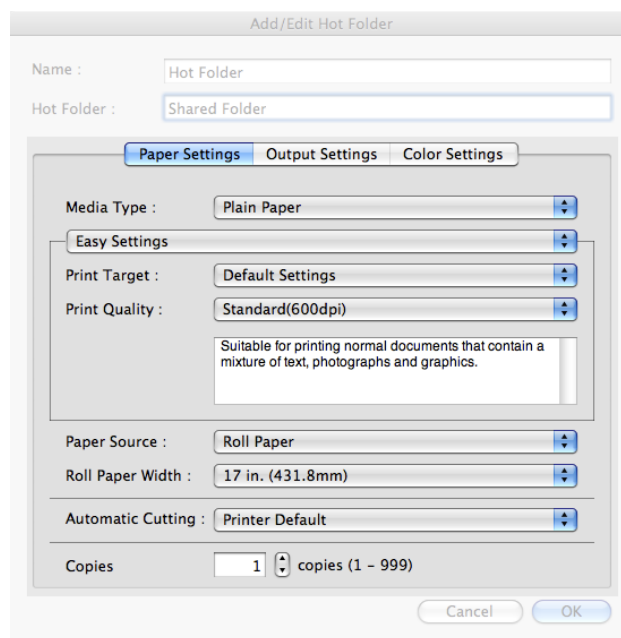 Add/Edit Hot Folder
Name : Hot Folder
Hot Folder : Shared Folder
Paper Settings Output Settings Color Settings
Media Type : Plain Paper
Easy Settings
Print Target : Default Settings
Print Quality : Standard(600dpi)
Suitable for printing normal documents that contain a
mixture of text, photographs and graphics.
Paper Source : Roll Paper
Roll Paper Width : 17 in. (431.8mm)
Automatic Cutting : Printer Default
Copies 1 copies (1 – 999)
Cancel OK